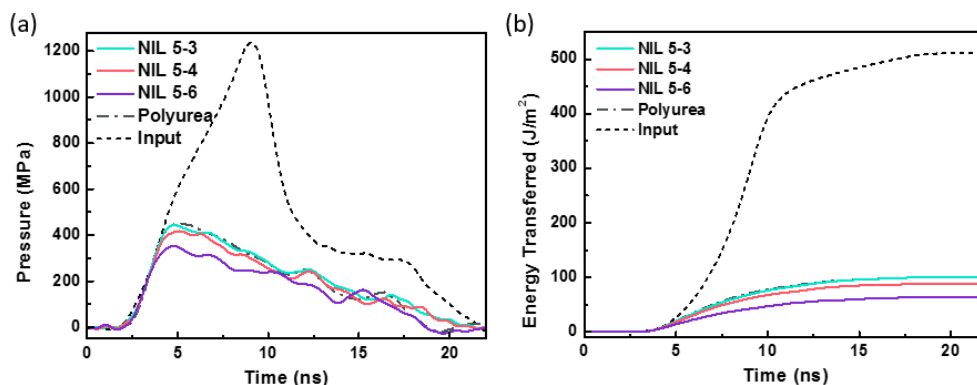 (a)
NIL 5-3
NIL 5-4
NIL 5-6
Polyurea
Input
1200
1000
800
600
400
200
0
Pressure (MPa)
0 5 10 15 20
Time (ns)
(b)
NIL 5-3
NIL 5-4
NIL 5-6
Polyurea
Input
500
400
300
200
100
0
Energy Transferred (J/m²)
0 5 10 15 20
Time (ns)